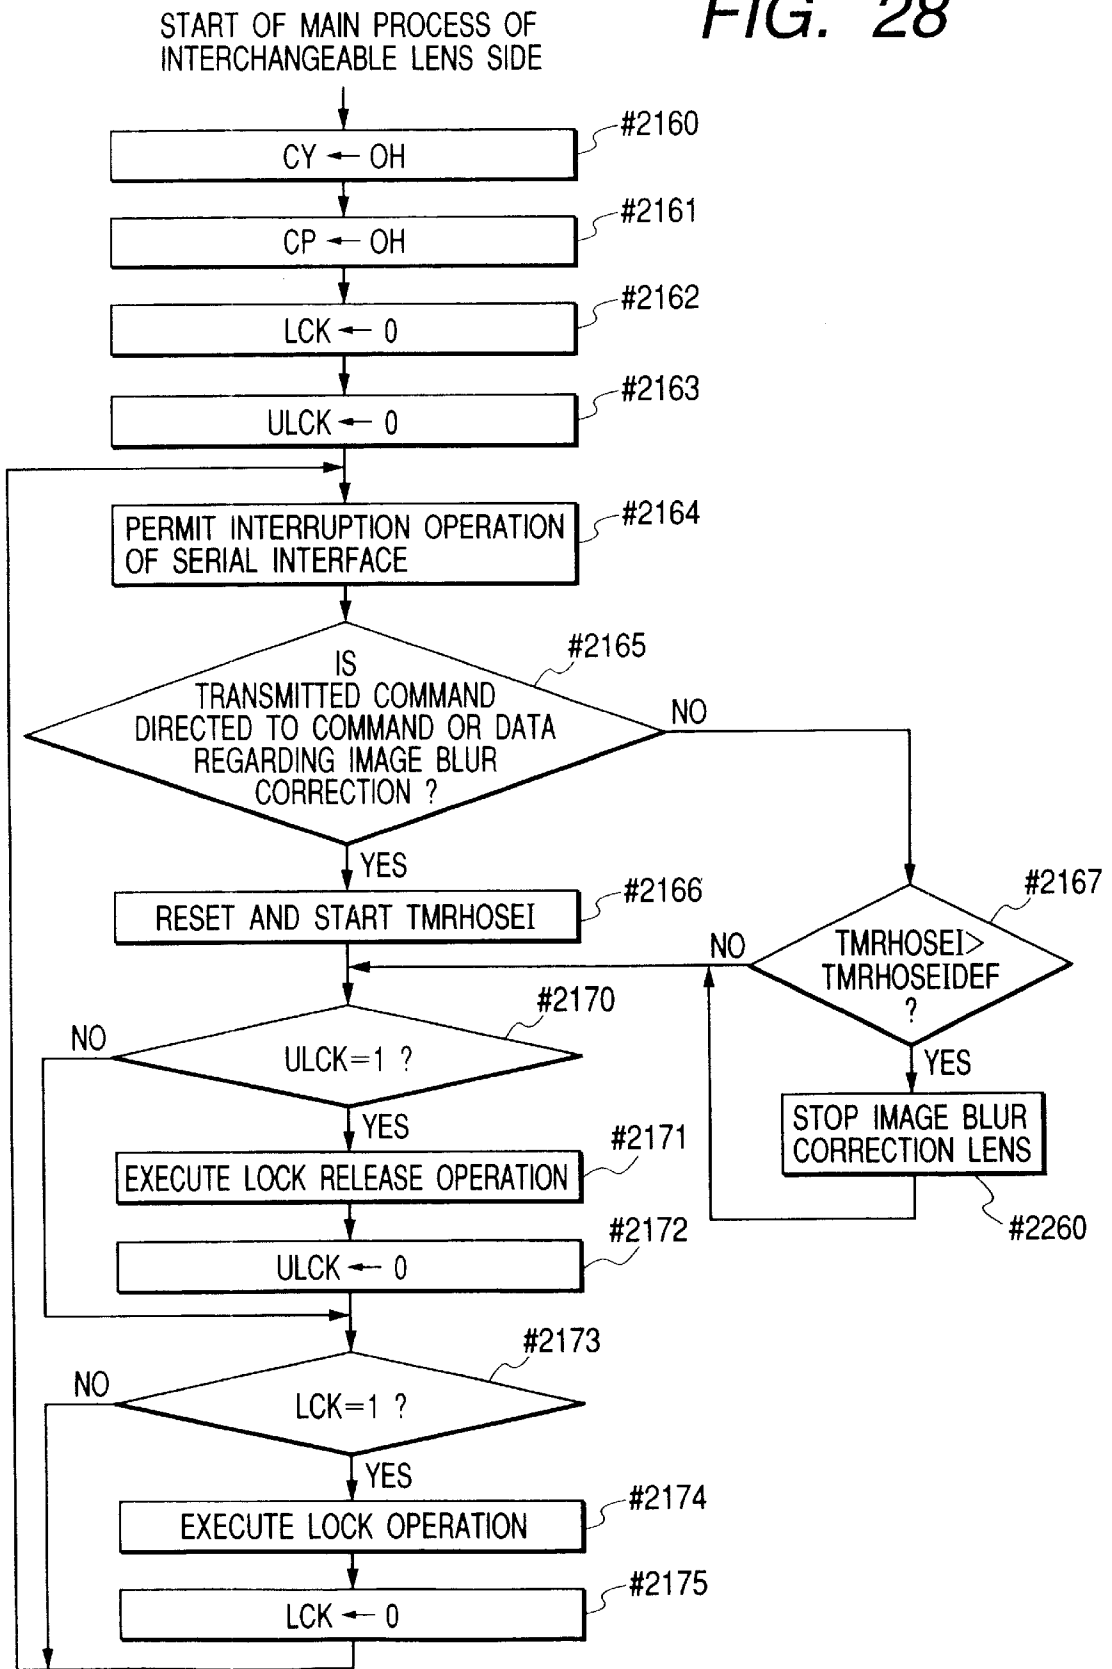 FIG. 28
START OF MAIN PROCESS OF
INTERCHANGEABLE LENS SIDE
#2160
CY ← OH
#2161
CP ← OH
#2162
LCK ← 0
#2163
ULCK ← 0
#2164
PERMIT INTERRUPTION OPERATION
OF SERIAL INTERFACE
#2165
IS
TRANSMITTED COMMAND
DIRECTED TO COMMAND OR DATA
REGARDING IMAGE BLUR
CORRECTION ?
NO
YES
#2166
RESET AND START TMRHOSEI
#2167
TMRHOSEI>
TMRHOSEIDEF
?
NO
YES
STOP IMAGE BLUR
CORRECTION LENS
#2260
#2170
ULCK=1 ?
NO
YES
#2171
EXECUTE LOCK RELEASE OPERATION
#2172
ULCK ← 0
#2173
LCK=1 ?
NO
YES
#2174
EXECUTE LOCK OPERATION
#2175
LCK ← 0